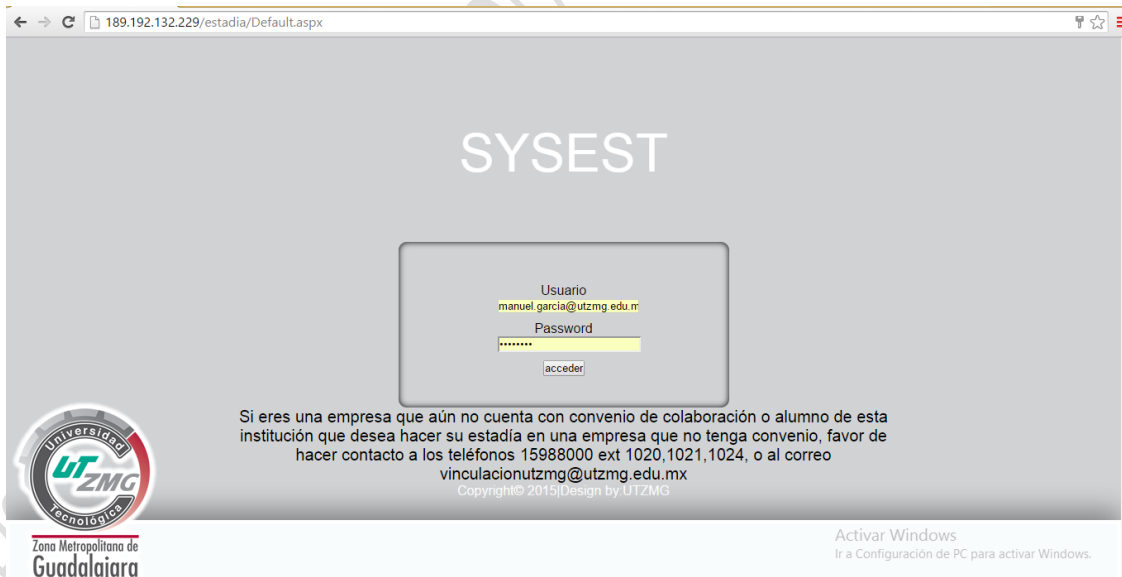 189.192.132.229/estadia/Default.aspx
SYSEST
Usuario
manuel.garcia@utzmg.edu.m
Password
••••••••
acceder
Si eres una empresa que aún no cuenta con convenio de colaboración o alumno de esta
institución que desea hacer su estadía en una empresa que no tenga convenio, favor de
hacer contacto a los teléfonos 15988000 ext 1020,1021,1024, o al correo
vinculacionutzmg@utzmg.edu.mx
Copyright© 2015|Design by:UTZMG
Universidad
UTZMG
Tecnológica
Zona Metropolitana de
Guadalajara
Activar Windows
Ir a Configuración de PC para activar Windows.